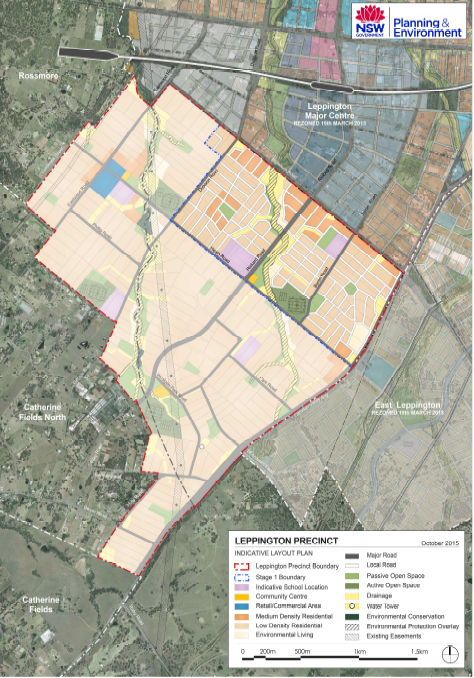 NSW
GOVERNMENT
Planning &
Environment
Rossmore
Leppington
Major Centre
REZONED 15th MARCH 2013
East Leppington
REZONED 15th MARCH 2013
Catherine
Fields North
Catherine
Fields
LEPPINGTON PRECINCT
October 2015
INDICATIVE LAYOUT PLAN
Leppington Precinct Boundary
Stage 1 Boundary
Indicative School Location
Community Centre
Retail/Commercial Area
Medium Density Residential
Low Density Residential
Environmental Living
Major Road
Local Road
Passive Open Space
Active Open Space
Drainage
Water Tower
Environmental Conservation
Environmental Protection Overlay
Existing Easements
0 200m 500m 1km 1.5km